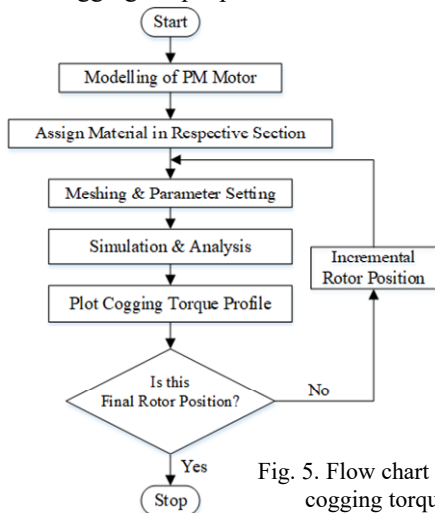 Start
Modelling of PM Motor
Assign Material in Respective Section
Meshing & Parameter Setting
Simulation & Analysis
Incremental
Rotor Position
Plot Cogging Torque Profile
Is this
Final Rotor Position?
No
Yes
Stop
Fig. 5. Flow chart
cogging torqu